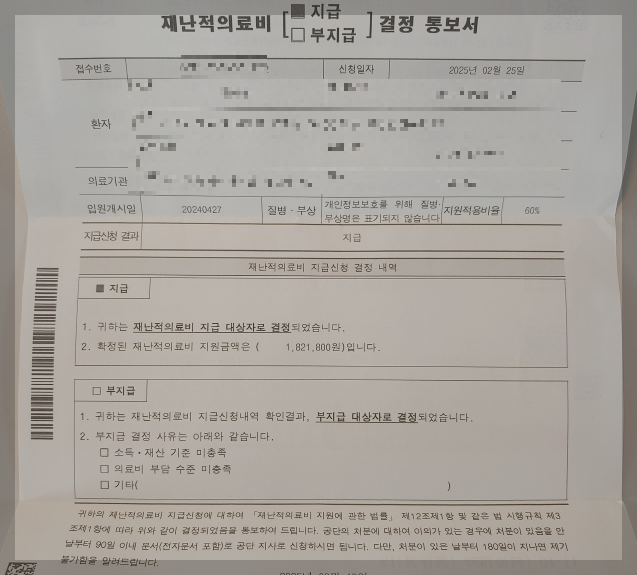 재난적의료비 [ ■ 지급 □ 부지급 ] 결정 통보서
접수번호 신청일자 2025년 02월 25일
환자
의료기관
입원개시일 20240427 질병·부상 개인정보보호를 위해 질병·부상명은 표기되지 않습니다 지원적용비율 60%
지급신청 결과 지급
재난적의료비 지급신청 결정 내역
■ 지급
1. 귀하는 재난적의료비 지급 대상자로 결정되었습니다.
2. 확정된 재난적의료비 지원금액은 ( 1,821,800원)입니다.
□ 부지급
1. 귀하는 재난적의료비 지급신청내역 확인결과, 부지급 대상자로 결정되었습니다.
2. 부지급 결정 사유는 아래와 같습니다.
□ 소득·재산 기준 미충족
□ 의료비 부담 수준 미충족
□ 기타( )
귀하의 재난적의료비 지급신청에 대하여 「재난적의료비 지원에 관한 법률」 제12조제1항 및 같은 법 시행규칙 제3
조제1항에 따라 위와 같이 결정되었음을 통보하여 드립니다. 공단의 처분에 대하여 이의가 있는 경우에 처분이 있음을 안
날부터 90일 이내 문서(전자문서 포함)로 공단 지사로 신청하시면 됩니다. 다만, 처분이 있은 날부터 180일이 지나면 제기
불가함을 알려드립니다.